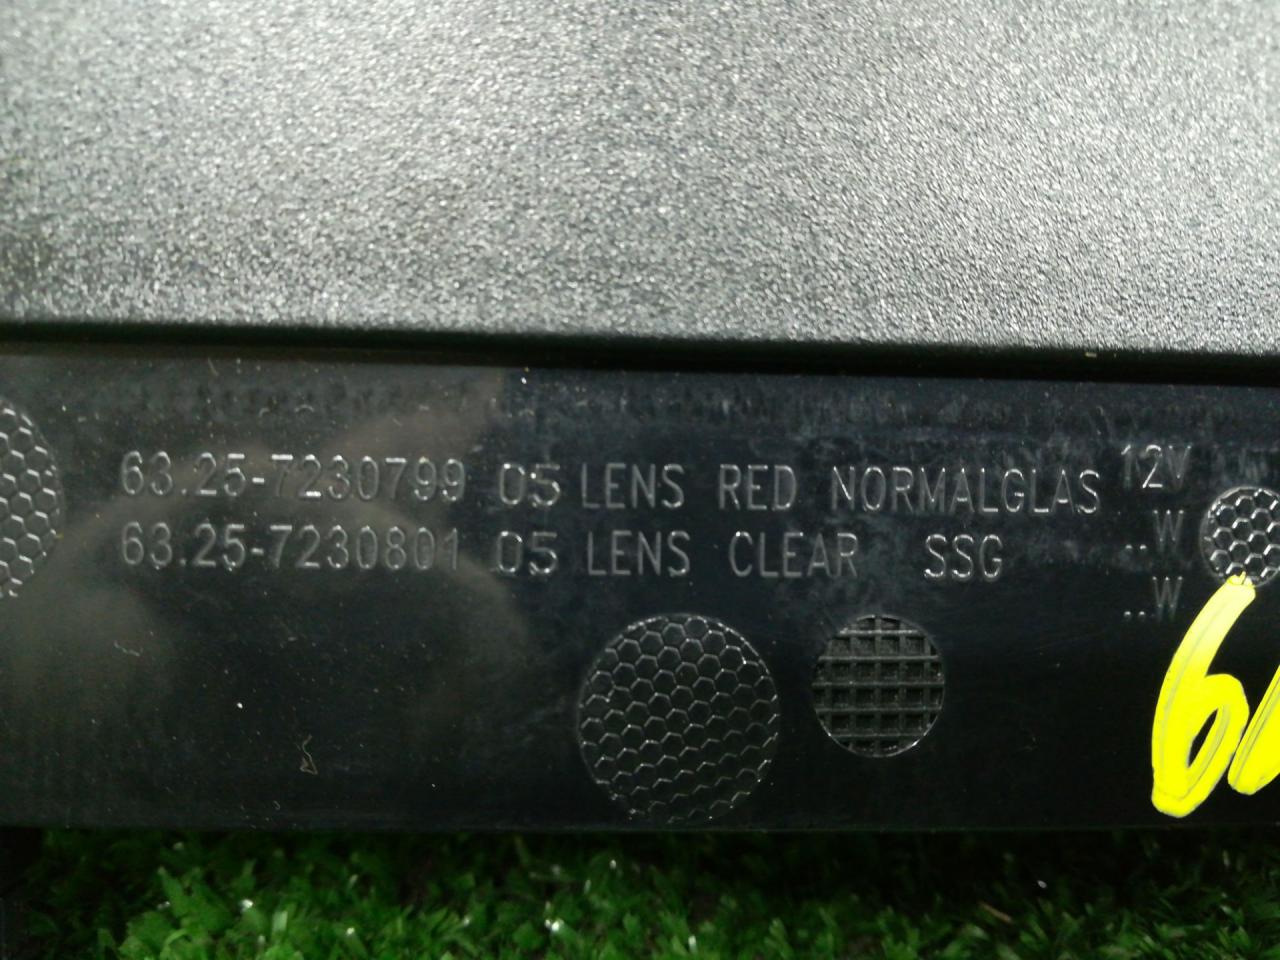 63.25-7230799 05 LENS RED NORMALGLAS 12V
63.25-7230801 05 LENS CLEAR SSG ..W
..W